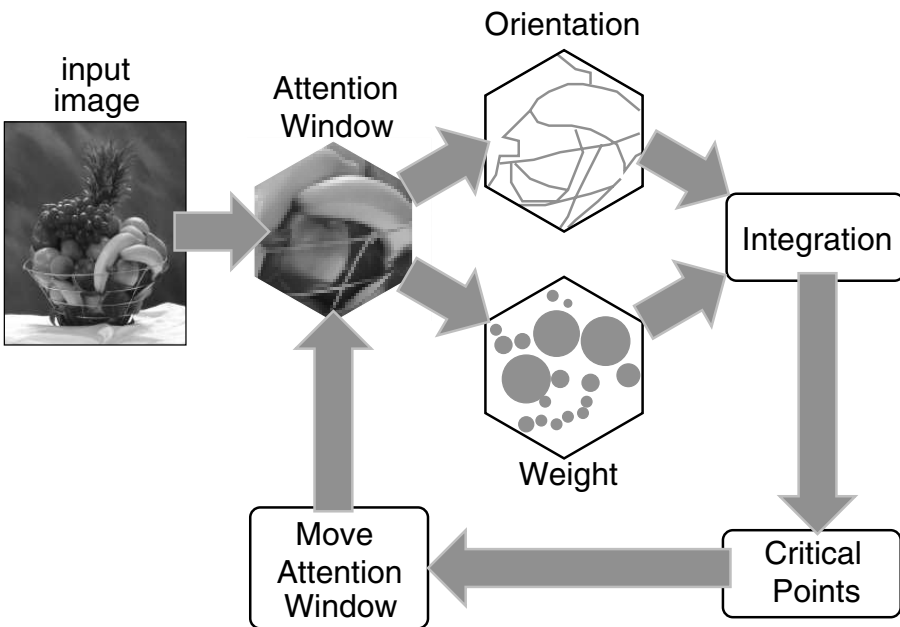 input
image
Attention
Window
Orientation
Integration
Weight
Move
Attention
Window
Critical
Points